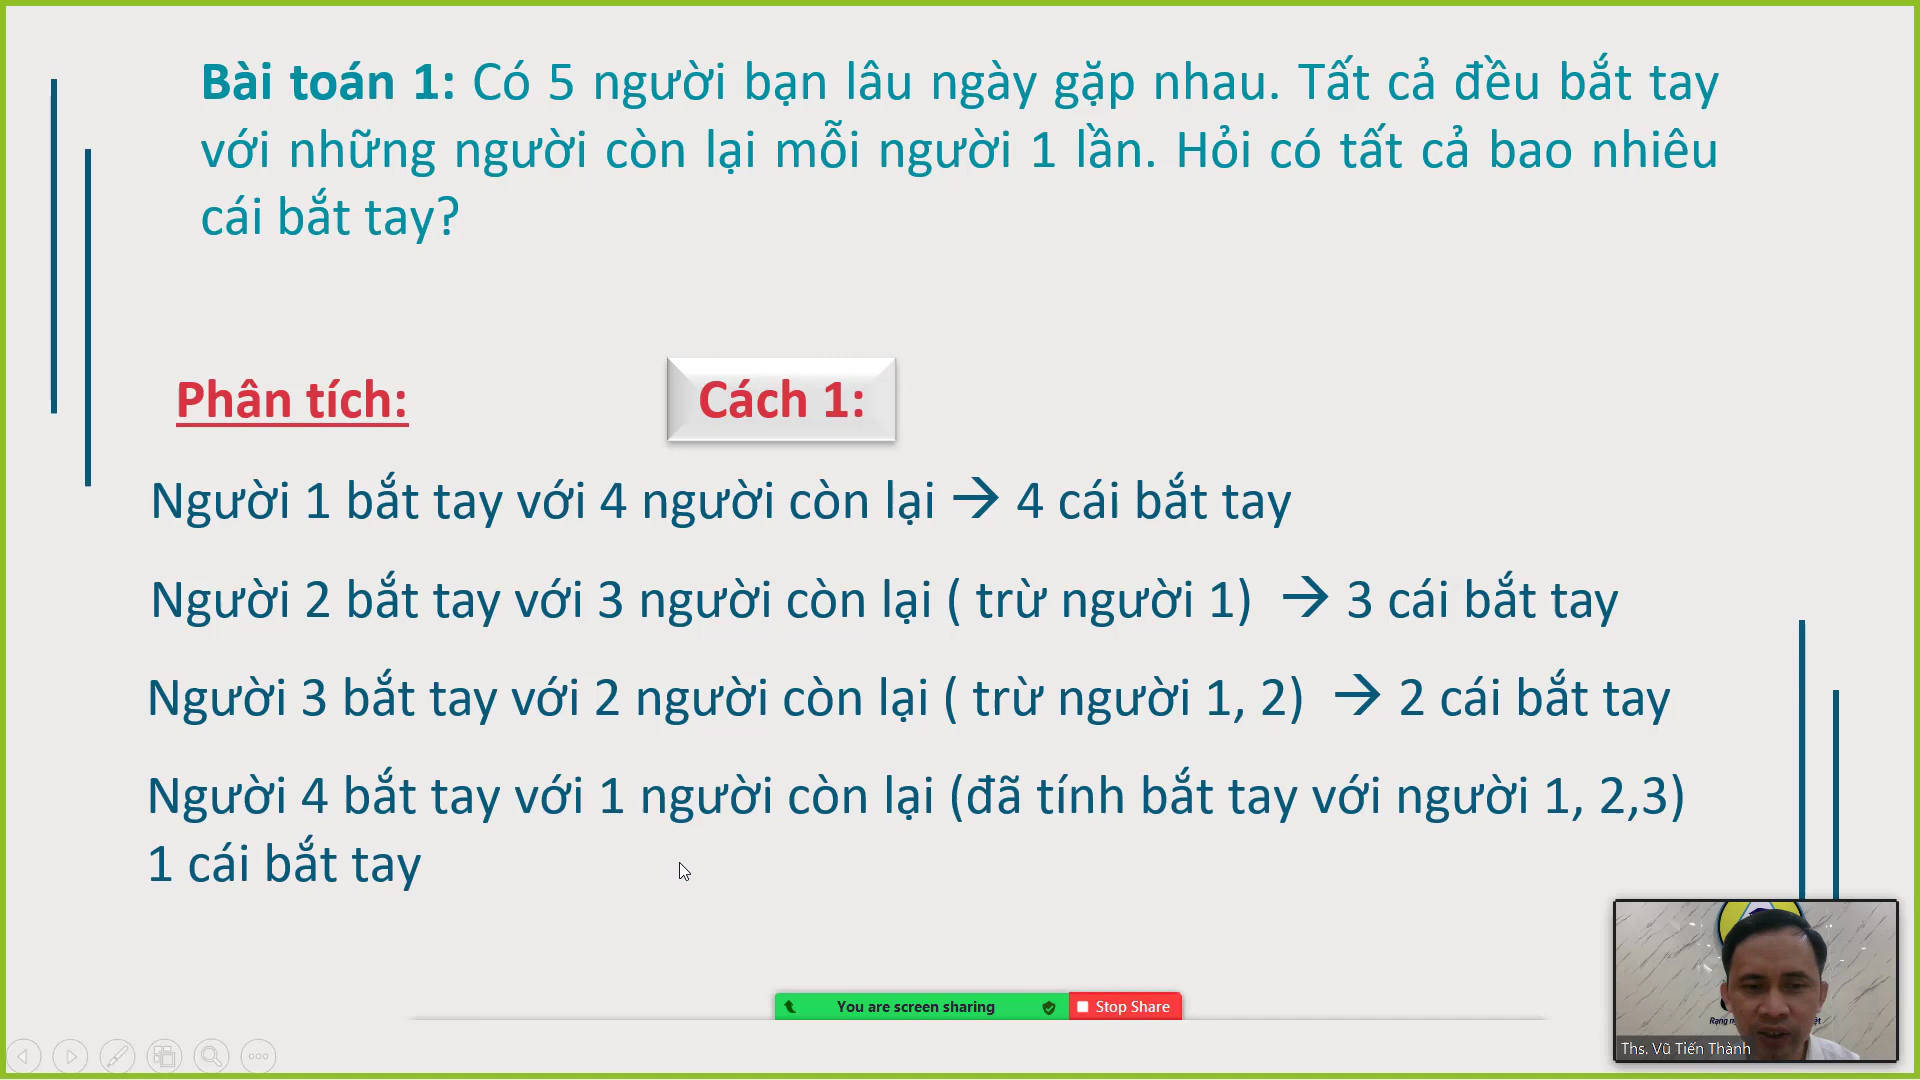 Bài toán 1: Có 5 người bạn lâu ngày gặp nhau. Tất cả đều bắt tay
với những người còn lại mỗi người 1 lần. Hỏi có tất cả bao nhiêu
cái bắt tay?
Phân tích:
Cách 1:
Người 1 bắt tay với 4 người còn lại → 4 cái bắt tay
Người 2 bắt tay với 3 người còn lại ( trừ người 1) → 3 cái bắt tay
Người 3 bắt tay với 2 người còn lại ( trừ người 1, 2) → 2 cái bắt tay
Người 4 bắt tay với 1 người còn lại (đã tính bắt tay với người 1, 2,3)
1 cái bắt tay
You are screen sharing
Stop Share
Ths. Vũ Tiến Thành